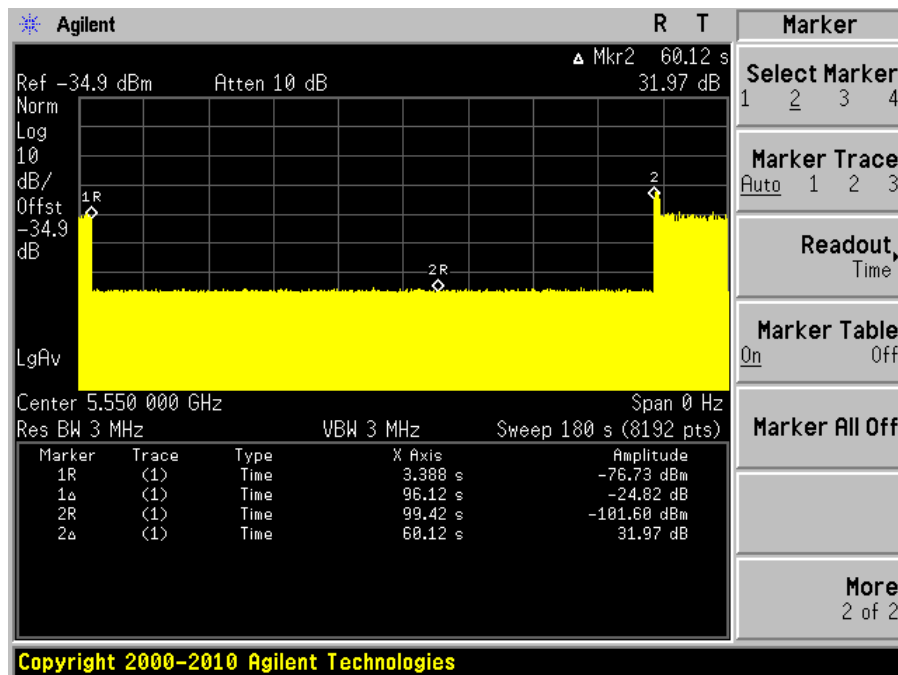 Agilent R T Marker
Δ Mkr2 60.12 s
Ref -34.9 dBm Atten 10 dB 31.97 dB
Norm
Log
10
dB/
Offst
-34.9
dB
1R
2
2R
LgAv
Center 5.550 000 GHz Span 0 Hz
Res BW 3 MHz VBW 3 MHz Sweep 180 s (8192 pts)
Marker Trace Type X Axis Amplitude
1R (1) Time 3.388 s -76.73 dBm
1Δ (1) Time 96.12 s -24.82 dB
2R (1) Time 99.42 s -101.60 dBm
2Δ (1) Time 60.12 s 31.97 dB
Select Marker
1 2 3 4
Marker Trace
Auto 1 2 3
Readout
Time
Marker Table
On Off
Marker All Off
More
2 of 2
Copyright 2000-2010 Agilent Technologies